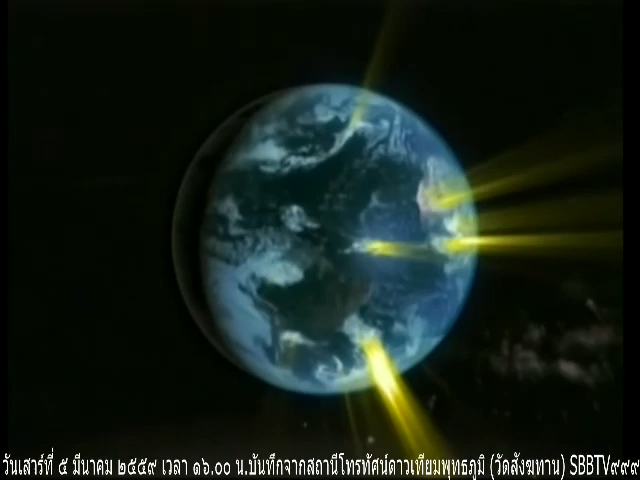 วันเสาร์ที่ ๕ มีนาคม ๒๕๕๙ เวลา ๑๖.๐๐ น.บันทึกจากสถานีโทรทัศน์ดาวเทียมพุทธภูมิ (วัดสังฆทาน) SBBTV๙๙๙